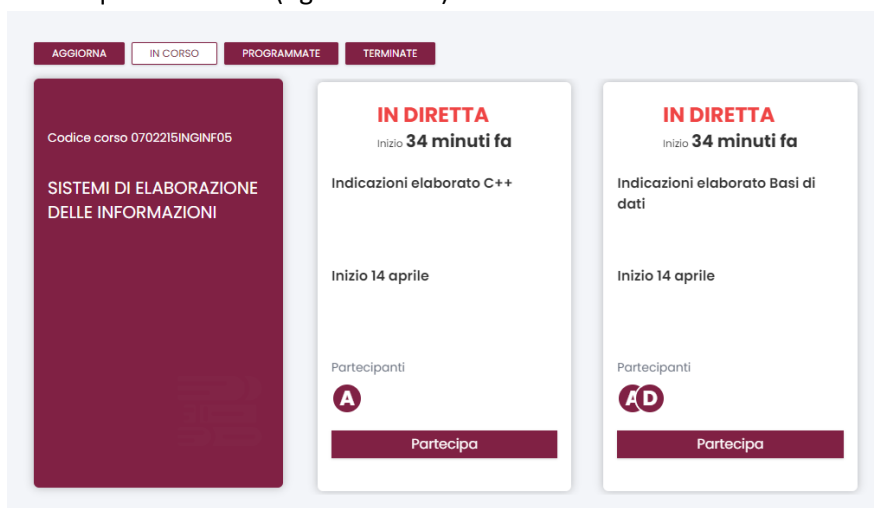 AGGIORNA IN CORSO PROGRAMMATE TERMINATE
Codice corso 0702215INGINF05
SISTEMI DI ELABORAZIONE
DELLE INFORMAZIONI
IN DIRETTA
Inizio 34 minuti fa
Indicazioni elaborato C++
Inizio 14 aprile
Partecipanti
A
Partecipa
IN DIRETTA
Inizio 34 minuti fa
Indicazioni elaborato Basi di
dati
Inizio 14 aprile
Partecipanti
A D
Partecipa